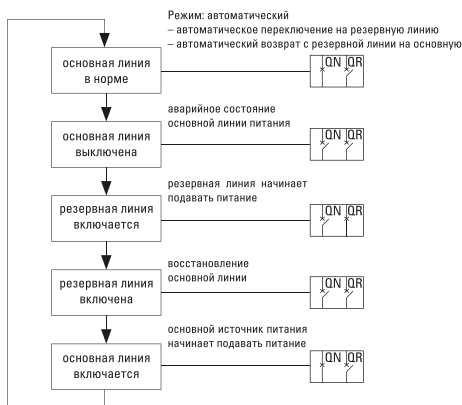 Режим: автоматический
– автоматическое переключение на резервную линию
– автоматический возврат с резервной линии на основную
основная линия
в норме
QN QR
аварийное состояние
основной линии питания
основная линия
выключена
QN QR
резервная линия начинает
подавать питание
резервная линия
включается
QN QR
восстановление
основной линии
резервная линия
включена
QN QR
основной источник питания
начинает подавать питание
основная линия
включается
QN QR